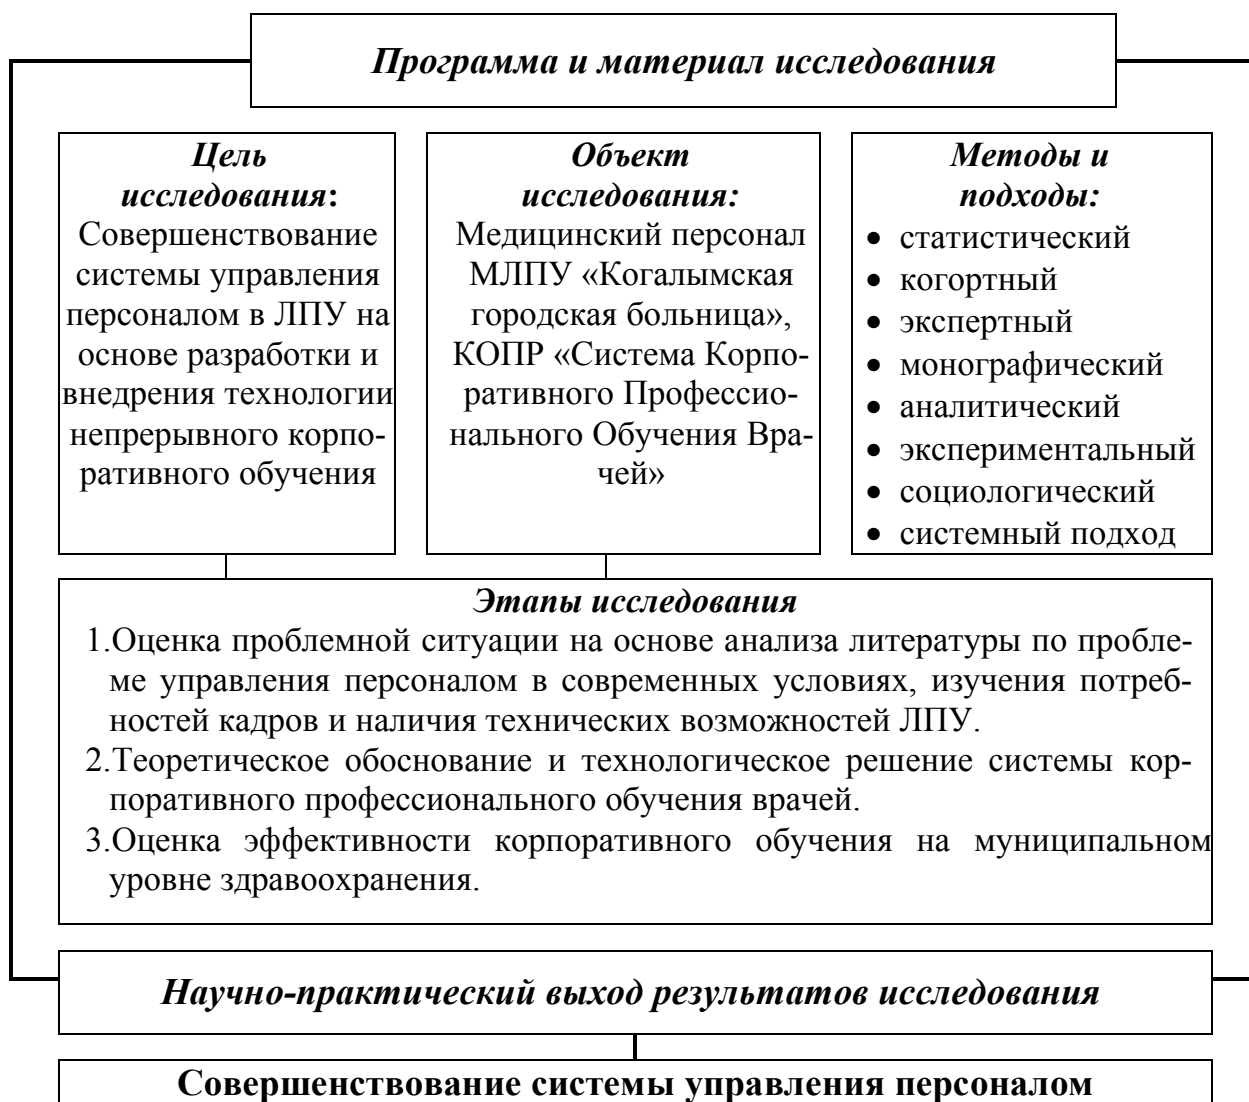 Программа и материал исследования
Цель
исследования:
Совершенствование
системы управления
персоналом в ЛПУ на
основе разработки и
внедрения технологии
непрерывного корпо-
ративного обучения
Объект
исследования:
Медицинский персонал
МЛПУ «Когалымская
городская больница»,
КОПР «Система Корпо-
ративного Профессио-
нального Обучения Вра-
чей»
Методы и
подходы:
• статистический
• когортный
• экспертный
• монографический
• аналитический
• экспериментальный
• социологический
• системный подход
Этапы исследования
1.Оценка проблемной ситуации на основе анализа литературы по пробле-
ме управления персоналом в современных условиях, изучения потреб-
ностей кадров и наличия технических возможностей ЛПУ.
2.Теоретическое обоснование и технологическое решение системы кор-
поративного профессионального обучения врачей.
3.Оценка эффективности корпоративного обучения на муниципальном
уровне здравоохранения.
Научно-практический выход результатов исследования
Совершенствование системы управления персоналом